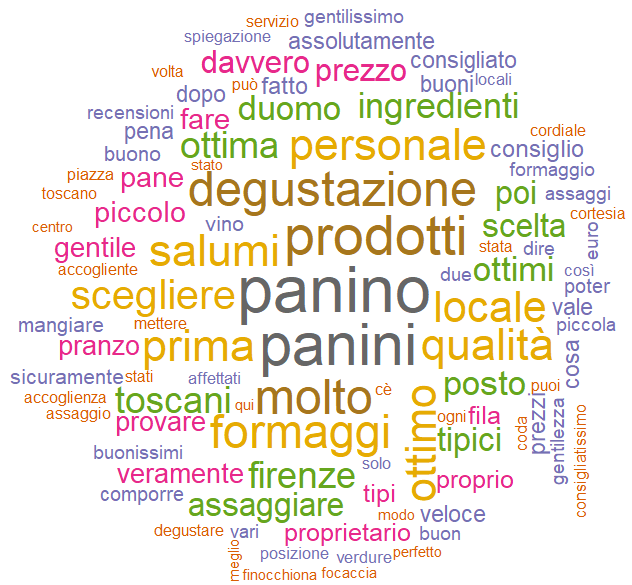 servizio
gentilissimo
spiegazione
assolutamente
davvero
consigliato
volta
prezzo
può
fatto
buoni
locali
dopo
recensioni
fare
duomo
ingredienti
pena
ottima
personale
cordiale
buono
consiglio
stato
formaggio
piazza
pane
degustazione
poi
assaggi
toscano
piccolo
vino
prodotti
scelta
cortesia
centro
gentile
salumi
stata
dire
euro
accogliente
panino
due
ottimi
così
poter
scegliere
locale
vale
mangiare
mettere
piccola
pranzo
prima
panini
qualità
cosa
sicuramente
stati
affettati
molto
cè
posto
puoi
accoglienza
toscani
qui
ottimo
prezzi
assaggio
provare
formaggi
ogni
fila
gentilezza
consigliatissimo
coda
tipici
buonissimi
veramente
firenze
solo
comporre
assaggiare
tipi
proprio
degustare
vari
proprietario
modo
veloce
buon
meglio
posizione
verdure
perfetto
finocchiona
focaccia